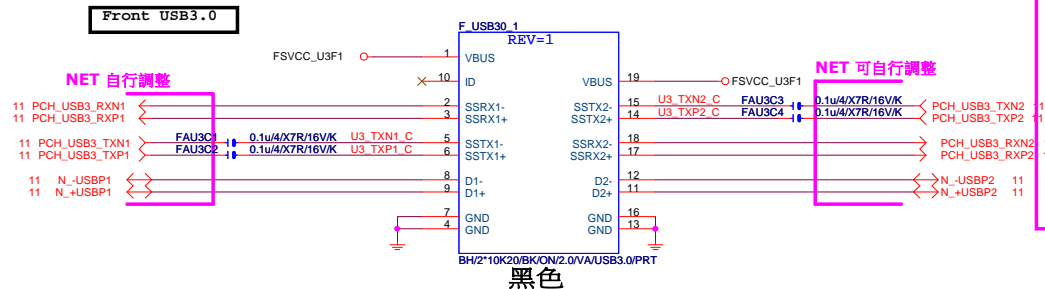 Front USB3.0
F_USB30_1
REV=1
FSVCC_U3F1
1
VBUS
10
ID
VBUS
19
FSVCC_U3F1
NET 自行調整
NET 可自行調整
11 PCH_USB3_RXN1
2
SSRX1-
11 PCH_USB3_RXP1
3
SSRX1+
SSTX2-
15
U3_TXN2_C
FAU3C3
0.1u/4/X7R/16V/K
PCH_USB3_TXN2
11
SSTX2+
14
U3_TXP2_C
FAU3C4
0.1u/4/X7R/16V/K
PCH_USB3_TXP2
11
11 PCH_USB3_TXN1
FAU3C1
0.1u/4/X7R/16V/K
U3_TXN1_C
5
SSTX1-
11 PCH_USB3_TXP1
FAU3C2
0.1u/4/X7R/16V/K
U3_TXP1_C
6
SSTX1+
SSRX2-
18
PCH_USB3_RXN2
SSRX2+
17
PCH_USB3_RXP2
11 N_-USBP1
8
D1-
11 N_+USBP1
9
D1+
D2-
12
N_-USBP2 11
D2+
11
N_+USBP2 11
7
GND
4
GND
GND
16
GND
13
BH/2*10K20/BK/ON/2.0/VA/USB3.0/PRT
黑色